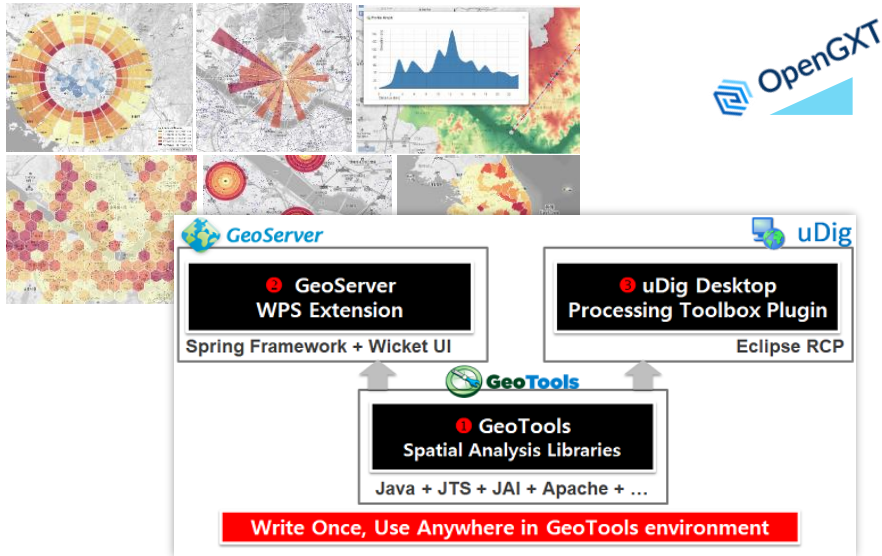 OpenGXT
GeoServer
uDig
❷ GeoServer
WPS Extension
Spring Framework + Wicket UI
❸ uDig Desktop
Processing Toolbox Plugin
Eclipse RCP
GeoTools
❶ GeoTools
Spatial Analysis Libraries
Java + JTS + JAI + Apache + …
Write Once, Use Anywhere in GeoTools environment